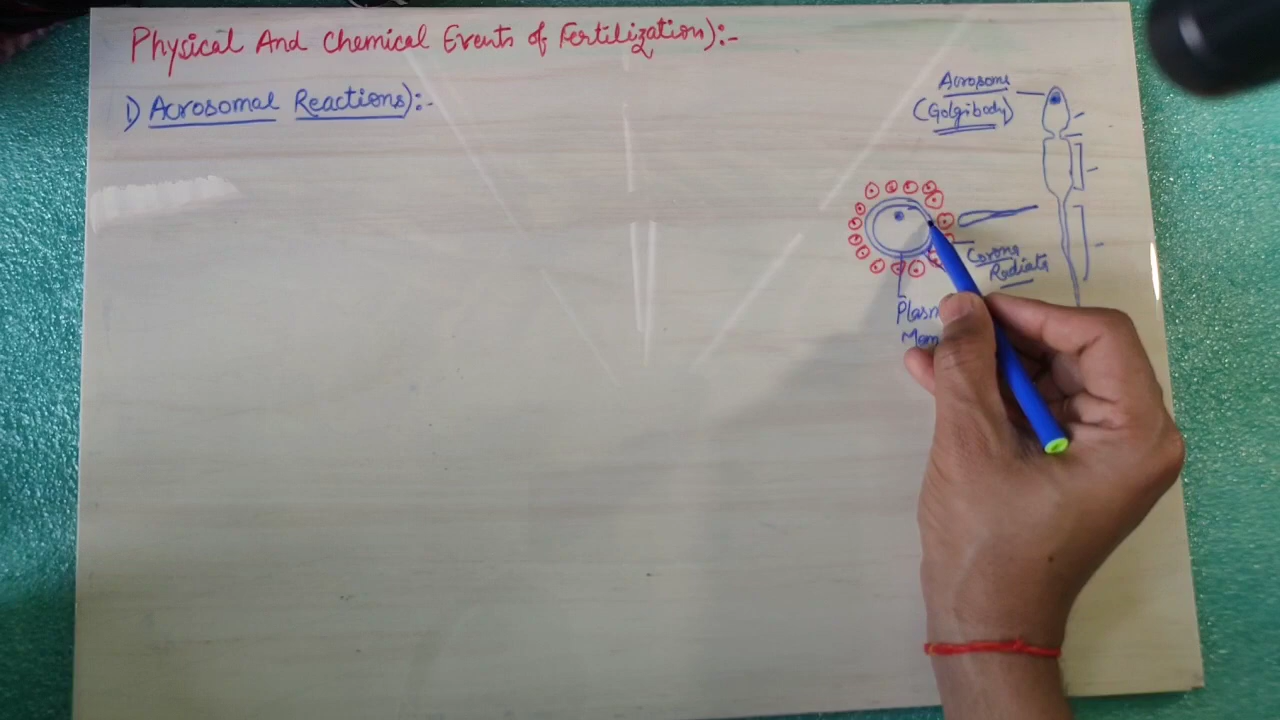 Physical And Chemical Events of Fertilization):-
1) Acrosomal Reactions):-
Acrosome
(Golgibody)
Corona
Radiata